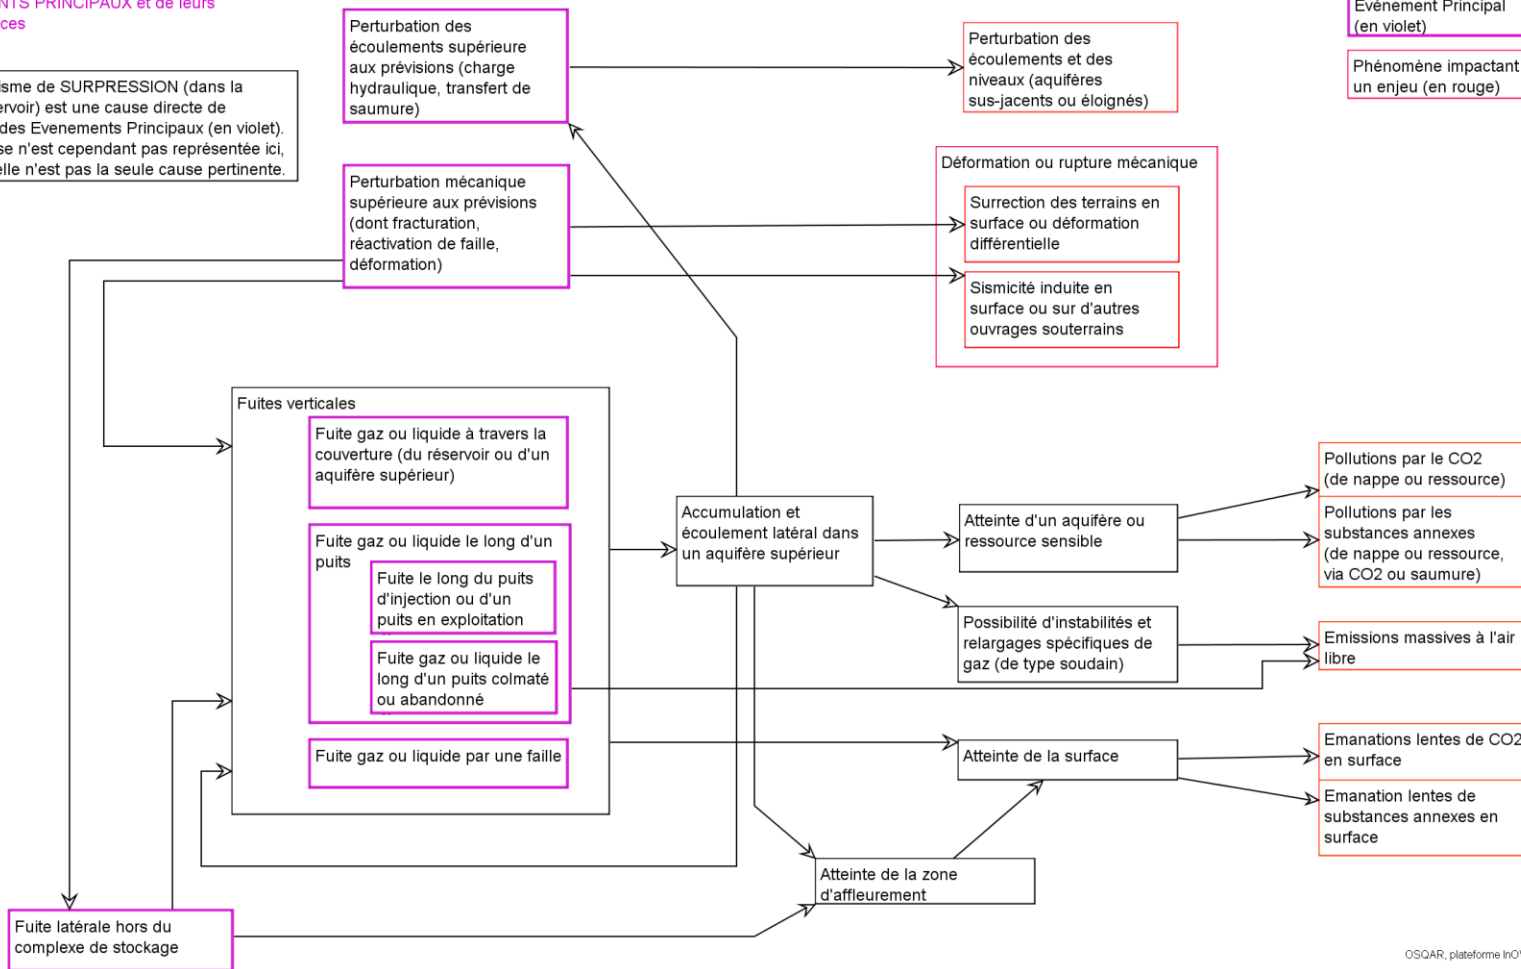 NTS PRINCIPAUX et de leurs
ces
isme de SURPRESSION (dans la
ervoir) est une cause directe de
des Evenements Principaux (en violet).
se n'est cependant pas représentée ici,
elle n'est pas la seule cause pertinente.
Perturbation des
écoulements supérieure
aux prévisions (charge
hydraulique, transfert de
saumure)
Perturbation des
écoulements et des
niveaux (aquifères
sus-jacents ou éloignés)
Evénement Principal
(en violet)
Phénomène impactant
un enjeu (en rouge)
Perturbation mécanique
supérieure aux prévisions
(dont fracturation,
réactivation de faille,
déformation)
Déformation ou rupture mécanique
Surrection des terrains en
surface ou déformation
différentielle
Sismicité induite en
surface ou sur d'autres
ouvrages souterrains
Fuites verticales
Fuite gaz ou liquide à travers la
couverture (du réservoir ou d'un
aquifère supérieur)
Fuite gaz ou liquide le long d'un
puits
Fuite le long du puits
d'injection ou d'un
puits en exploitation
Fuite gaz ou liquide le
long d'un puits colmaté
ou abandonné
Fuite gaz ou liquide par une faille
Accumulation et
écoulement latéral dans
un aquifère supérieur
Atteinte d'un aquifère ou
ressource sensible
Possibilité d'instabilités et
relargages spécifiques de
gaz (de type soudain)
Atteinte de la surface
Atteinte de la zone
d'affleurement
Pollutions par le CO2
(de nappe ou ressource)
Pollutions par les
substances annexes
(de nappe ou ressource,
via CO2 ou saumure)
Emissions massives à l'air
libre
Emanations lentes de CO2
en surface
Emanation lentes de
substances annexes en
surface
Fuite latérale hors du
complexe de stockage
OSQAR, plateforme InO